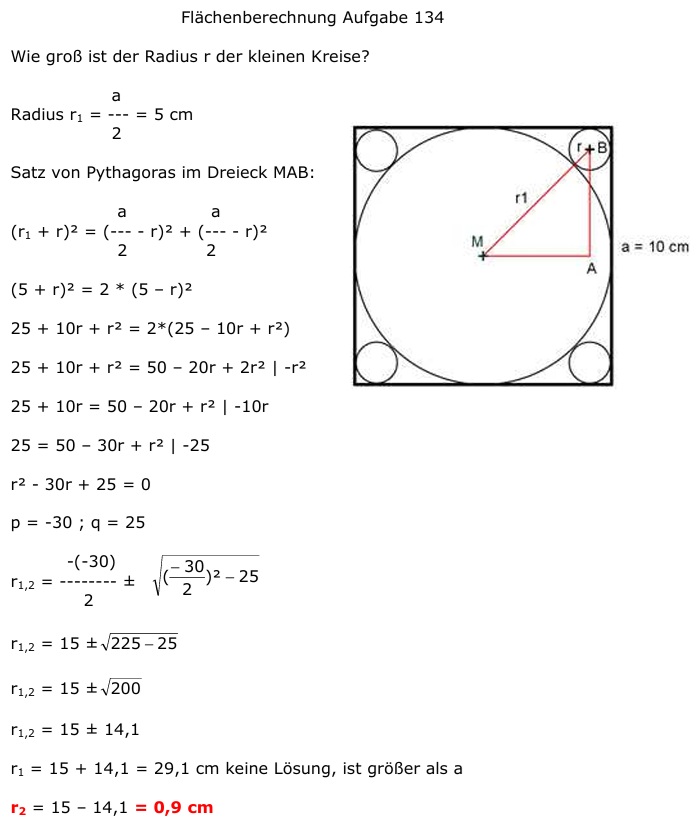 Flächenberechnung Aufgabe 134
Wie groß ist der Radius r der kleinen Kreise?
a
Radius r₁ = --- = 5 cm
2
Satz von Pythagoras im Dreieck MAB:
a a
(r₁ + r)² = (--- - r)² + (--- - r)²
2 2
(5 + r)² = 2 * (5 – r)²
25 + 10r + r² = 2*(25 – 10r + r²)
25 + 10r + r² = 50 – 20r + 2r² | -r²
25 + 10r = 50 – 20r + r² | -10r
25 = 50 – 30r + r² | -25
r² - 30r + 25 = 0
p = -30 ; q = 25
-(-30)
r₁,₂ = -------- ± √((– 30/2)² – 25)
2
r₁,₂ = 15 ± √225 – 25
r₁,₂ = 15 ± √200
r₁,₂ = 15 ± 14,1
r₁ = 15 + 14,1 = 29,1 cm keine Lösung, ist größer als a
r₂ = 15 – 14,1 = 0,9 cm
r B
r1
M
A
a = 10 cm